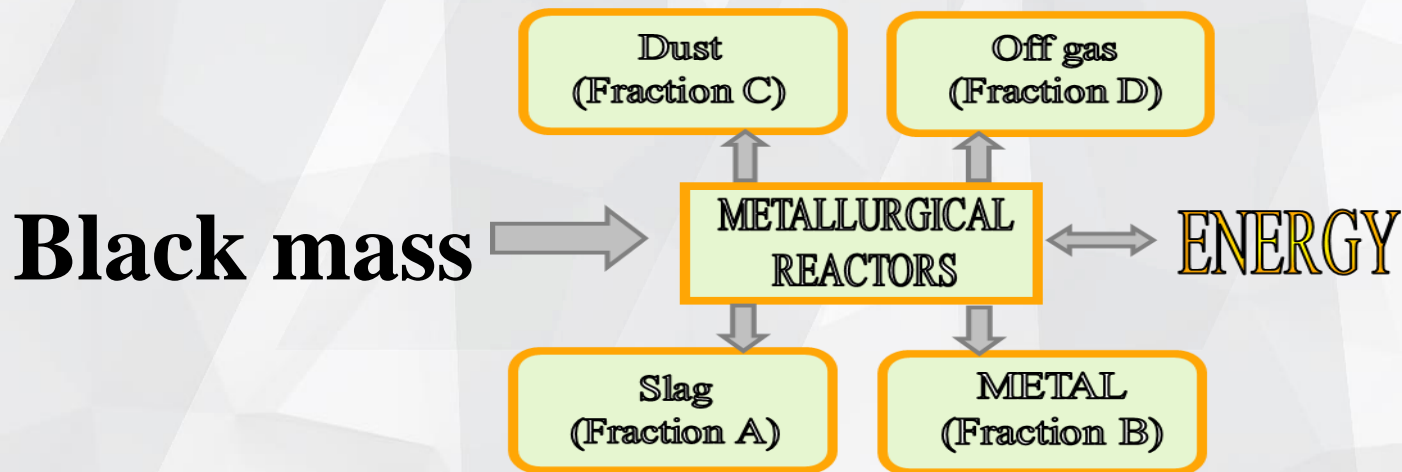 Dust
(Fraction C)
Off gas
(Fraction D)
Black mass
METALLURGICAL
REACTORS
ENERGY
Slag
(Fraction A)
METAL
(Fraction B)